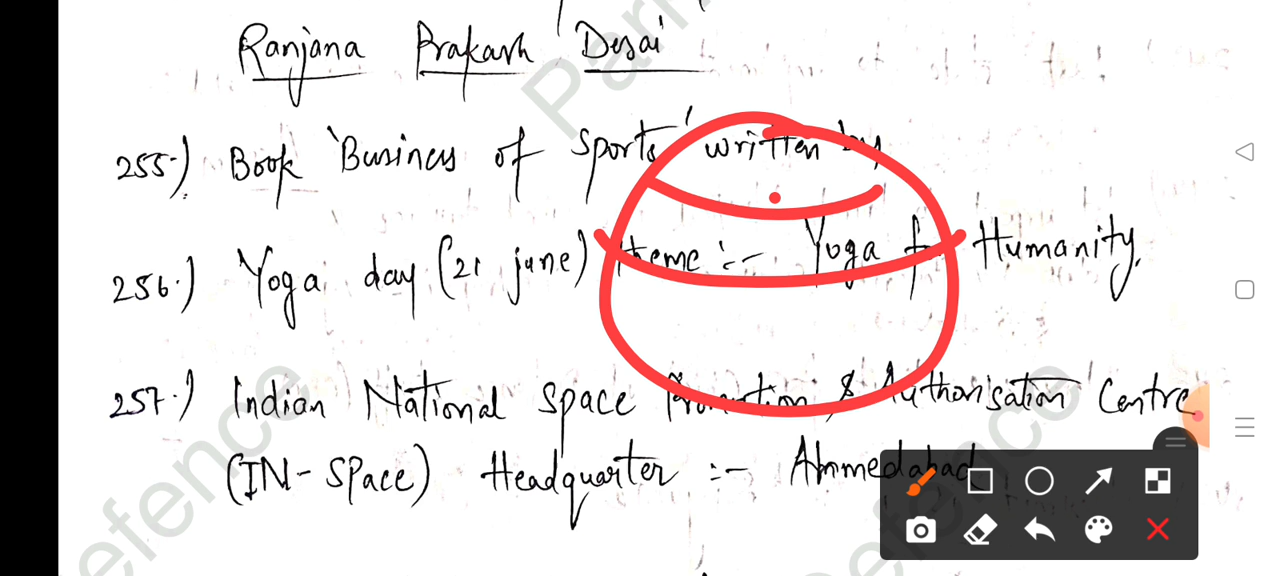 Ranjana Prakash Desai
255.) Book 'Business of Sports' written by
256.) Yoga day (21 june) theme :- Yoga for Humanity.
257.) Indian National Space Promotion & Authorisation Centre
(IN-SPace) Headquarter :- Ahmedabad
efence